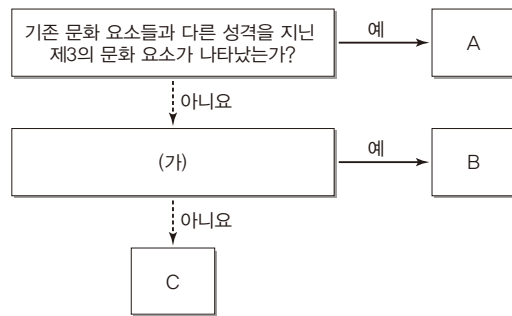 기존 문화 요소들과 다른 성격을 지닌
제3의 문화 요소가 나타났는가?
예
A
아니요
(가)
예
B
아니요
C